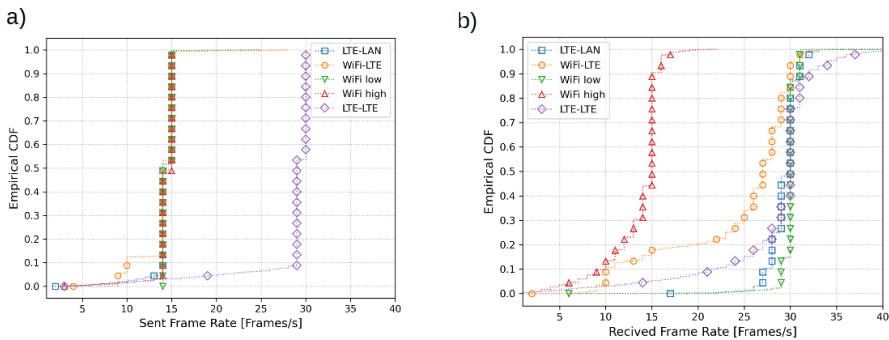 a)
1.0
0.9
0.8
0.7
0.6
0.5
0.4
0.3
0.2
0.1
0.0
Empirical CDF
LTE-LAN
WiFi-LTE
WiFi low
WiFi high
LTE-LTE
5 10 15 20 25 30 35 40
Sent Frame Rate [Frames/s]
b)
1.0
0.9
0.8
0.7
0.6
0.5
0.4
0.3
0.2
0.1
0.0
Empirical CDF
LTE-LAN
WiFi-LTE
WiFi low
WiFi high
LTE-LTE
5 10 15 20 25 30 35 40
Recived Frame Rate [Frames/s]